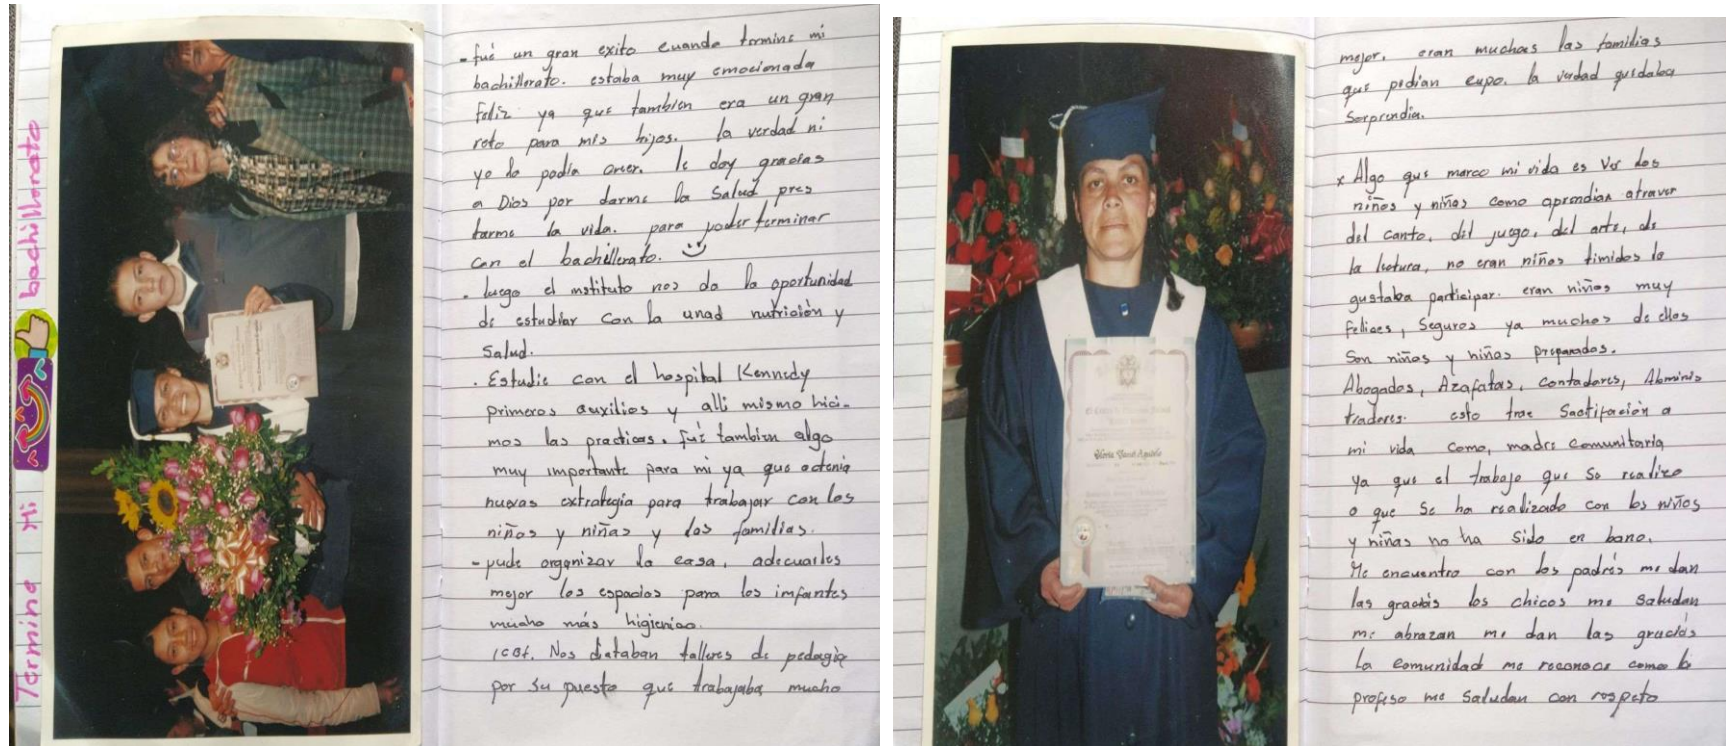 Termino Mi bachillerato
- fué un gran exito cuando termine mi
bachillerato. estaba muy emocionada
feliz ya que tambien era un gran
reto para mis hijos. la verdad ni
yo lo podia creer. le doy gracias
a Dios por darme la Salud pres
tarme la vida. para poder terminar
con el bachillerato.
- luego el instituto nos da la oportunidad
de estudiar con la unad nutrición y
Salud.
. Estudie con el hospital Kennedy
primeros auxilios y alli mismo hici-
mos las practicas. fué tambien algo
muy importante para mi ya que octenia
nuevas extrategia para trabajar con los
niños y niñas y las familias.
- pude organizar la casa, adecuarles
mejor los espacios para los imfantes
mucho más higienico.
ICBF. Nos dictaban talleres de pedagia
por su puesto que trabajaba mucho
mejor. eran muchas las familias
que pedian cupo. la verdad quedaba
Sorprendia.
x Algo que marco mi vida es Ver los
niños y niñas como aprendian atraver
del canto, del juego, del arte, de
la lectura, no eran niños timidos le
gustaba participar. eran niños muy
felices, Seguros ya muchos de ellos
Son niños y niñas preparados.
Abogados, Azafatas, contadores, Abminis
tradores. esto trae Sactifación a
mi vida como, madre comunitaria
ya que el trabajo que se realizo
o que Se ha realizado con los niños
y niñas no ha Sido en bano.
Me encuentro con los padres me dan
las gracias los chicos me Saludan
me abrazan me dan las gracias
la comunidad me reconoce como la
profeso me Saludan con respeto